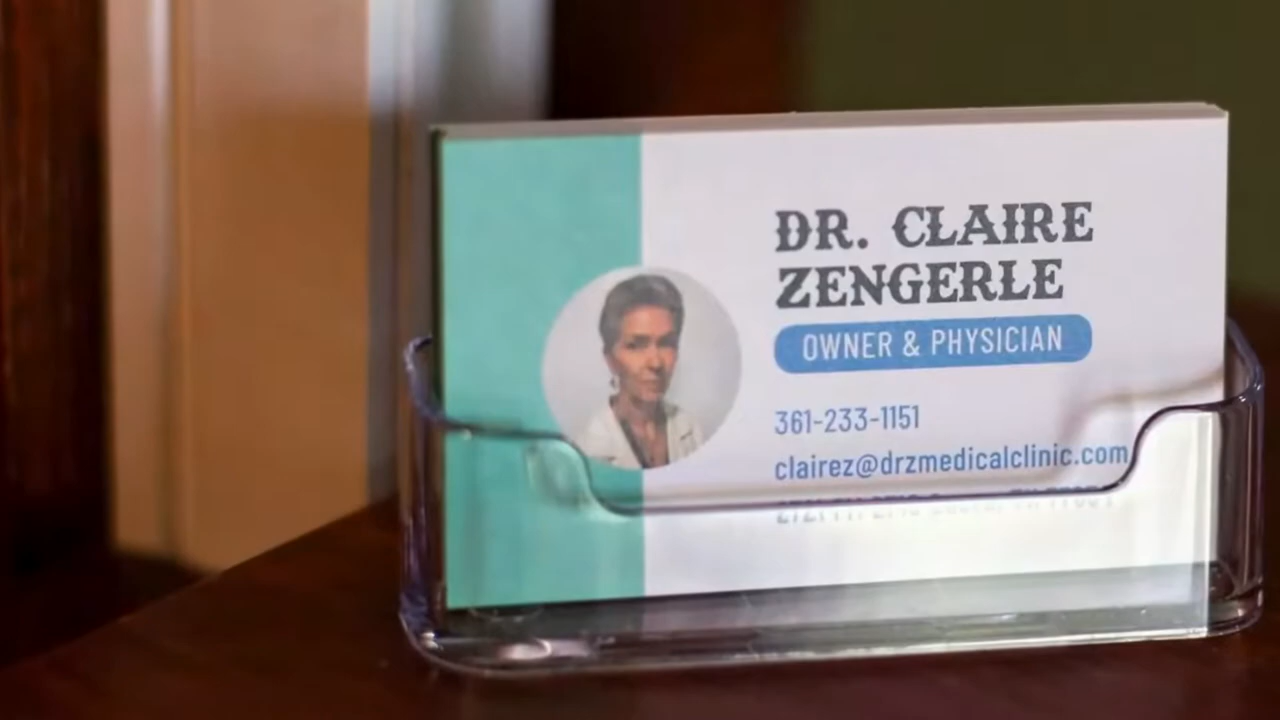 DR. CLAIRE
ZENGERLE
OWNER & PHYSICIAN
361-233-1151
clairez@drzmedicalclinic.com